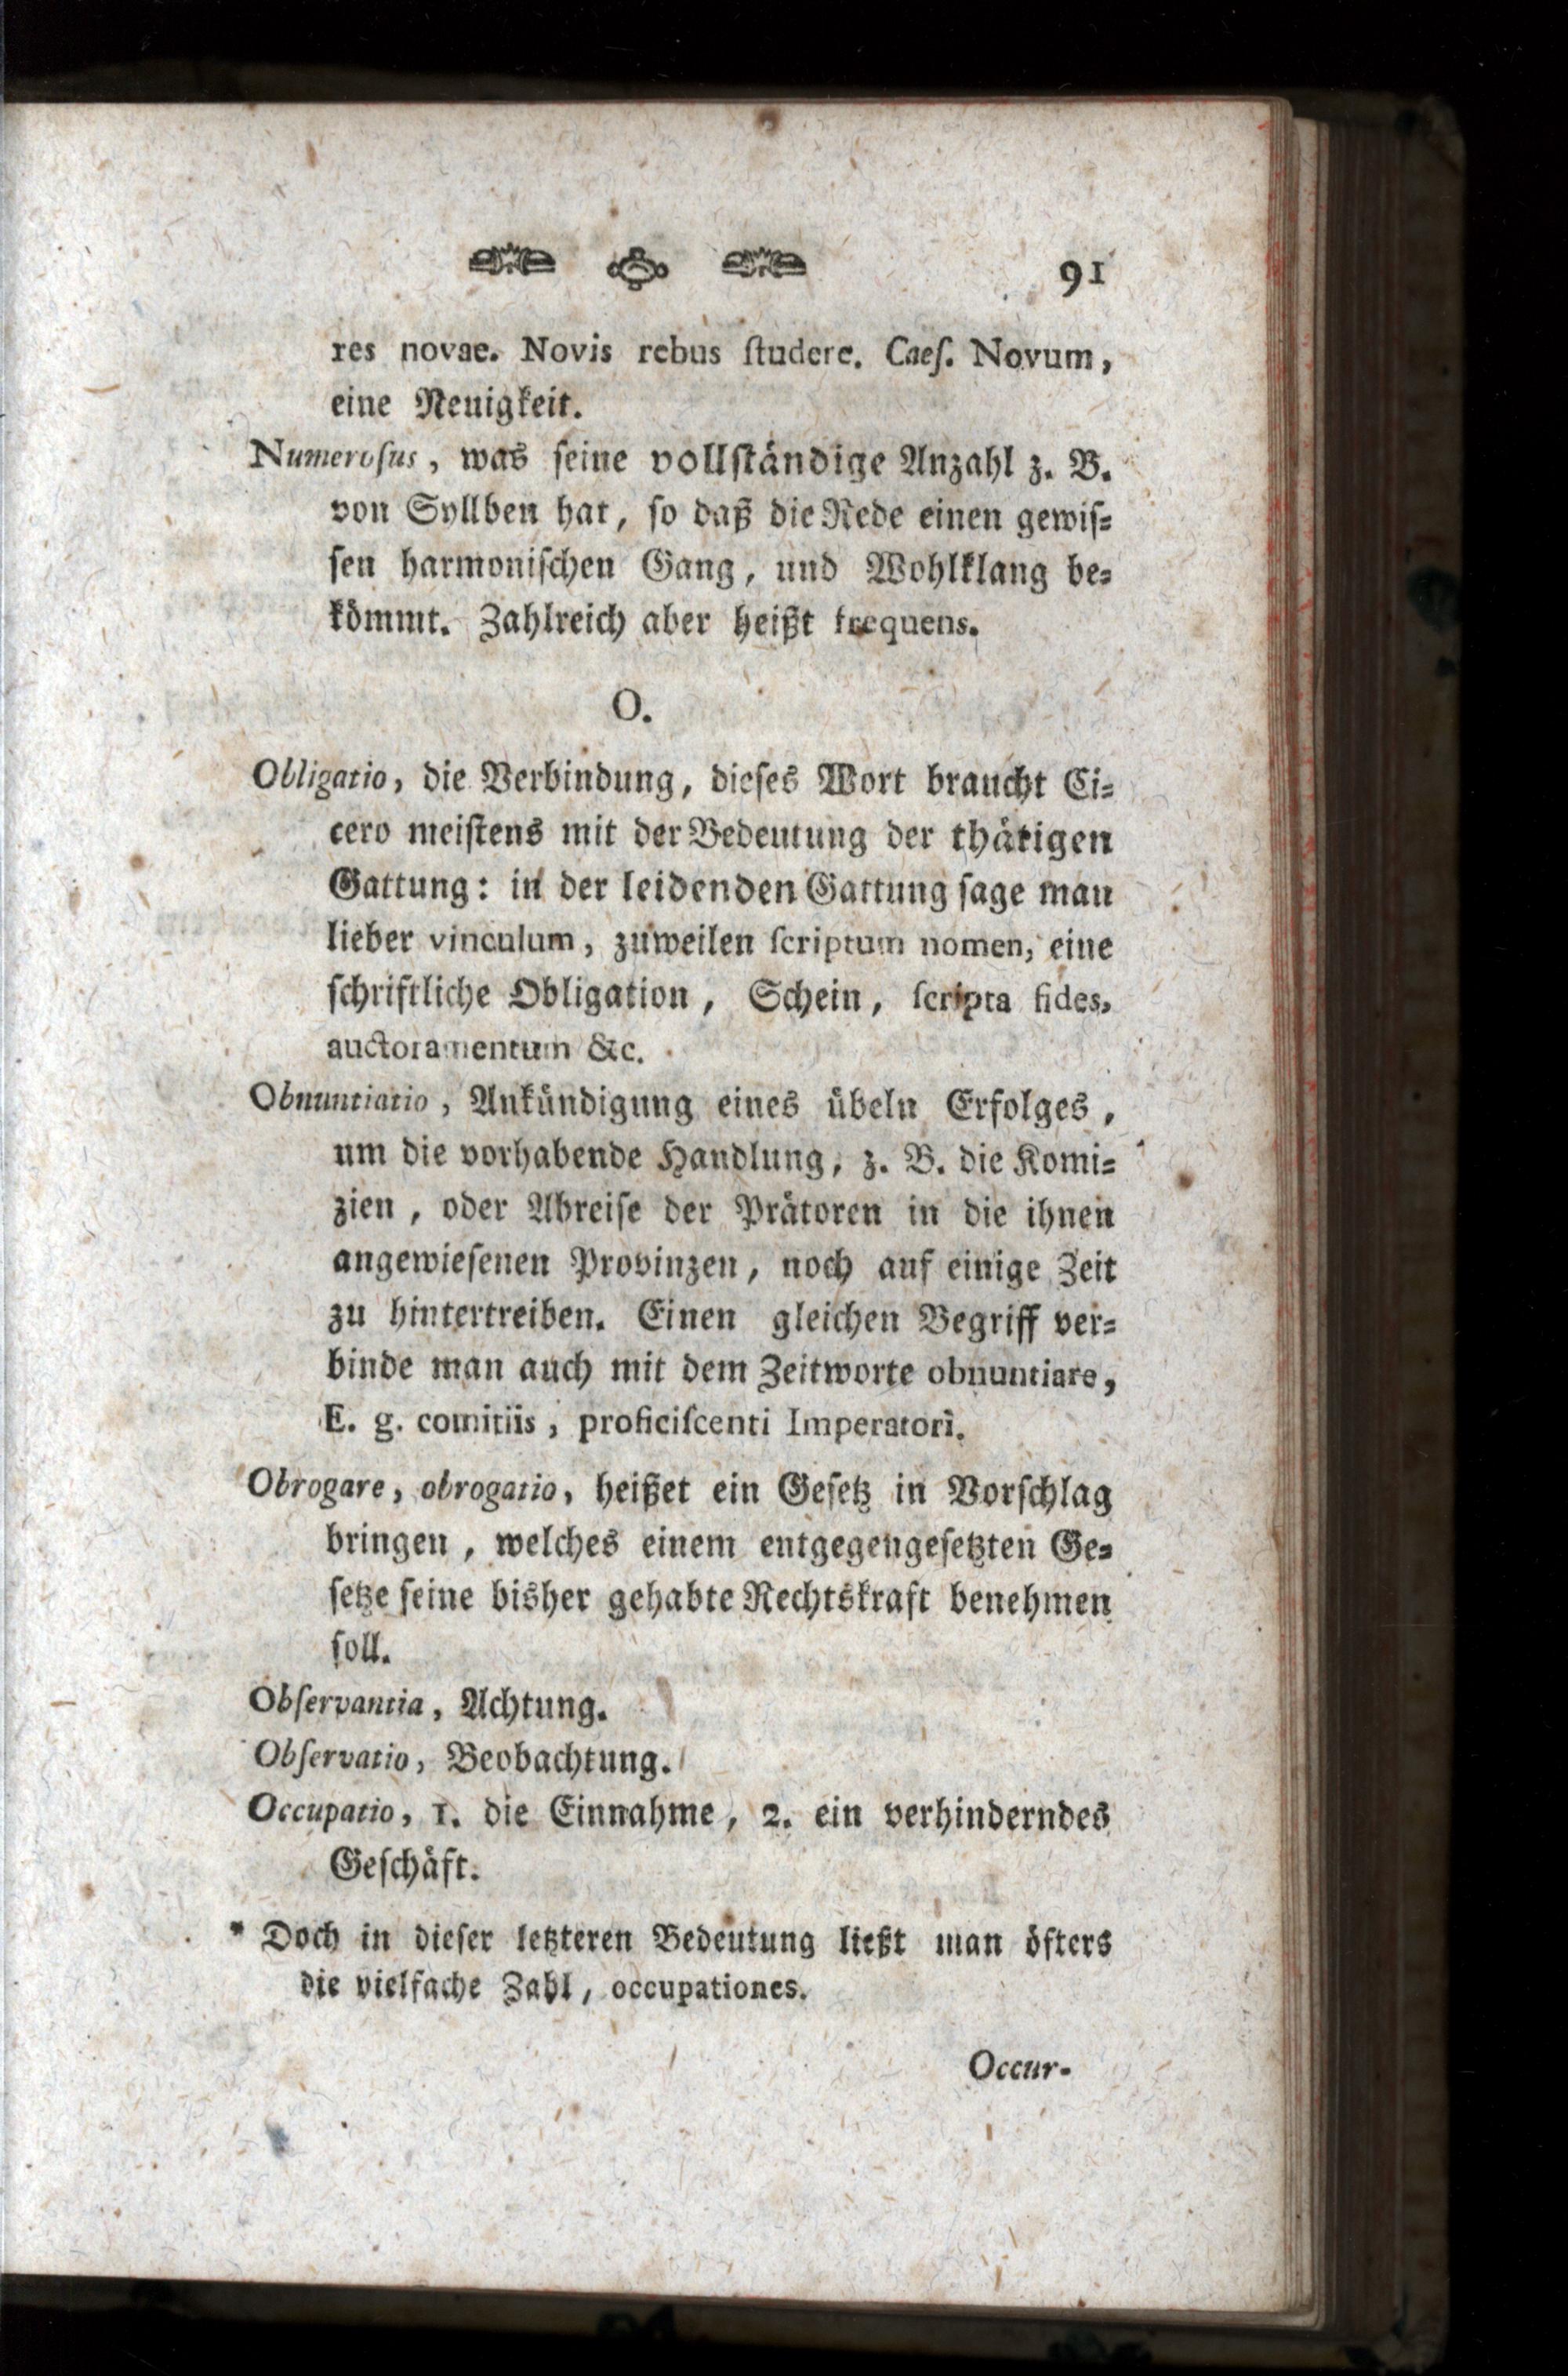 91
res novae. Novis rebus ſtudere. Caeſ. Novum,
eine Neuigkeit.
Numeroſus, was ſeine vollſtändige Anzahl z. B.
von Syllben hat, ſo daß die Rede einen gewiſ⸗
ſen harmoniſchen Gang, und Wohlklang be⸗
kömmt. Zahlreich aber heißt frequens.
O.
Obligatio, die Verbindung, dieſes Wort braucht Ci⸗
cero meiſtens mit der Bedeutung der thätigen
Gattung: in der leidenden Gattung ſage man
lieber vinculum, zuweilen ſcriptum nomen, eine
ſchriftliche Obligation, Schein, ſcripta fides,
auctoramentum &c.
Obnuntiatio, Ankündigung eines übeln Erfolges,
um die vorhabende Handlung, z. B. die Komi⸗
zien, oder Abreiſe der Prätoren in die ihnen
angewieſenen Provinzen, noch auf einige Zeit
zu hintertreiben. Einen gleichen Begriff ver⸗
binde man auch mit dem Zeitworte obnuntiare,
E. g. comitiis, proficiſcenti Imperatori.
Obrogare, obrogatio, heißet ein Geſetz in Vorſchlag
bringen, welches einem entgegengeſetzten Ge⸗
ſetze ſeine bisher gehabte Rechtskraft benehmen
ſoll.
Obſervantia, Achtung.
Obſervatio, Beobachtung.
Occupatio, 1. die Einnahme, 2. ein verhinderndes
Geſchäft.
* Doch in dieſer letzteren Bedeutung ließt man öfters
die vielfache Zahl, occupationes.
Occur-